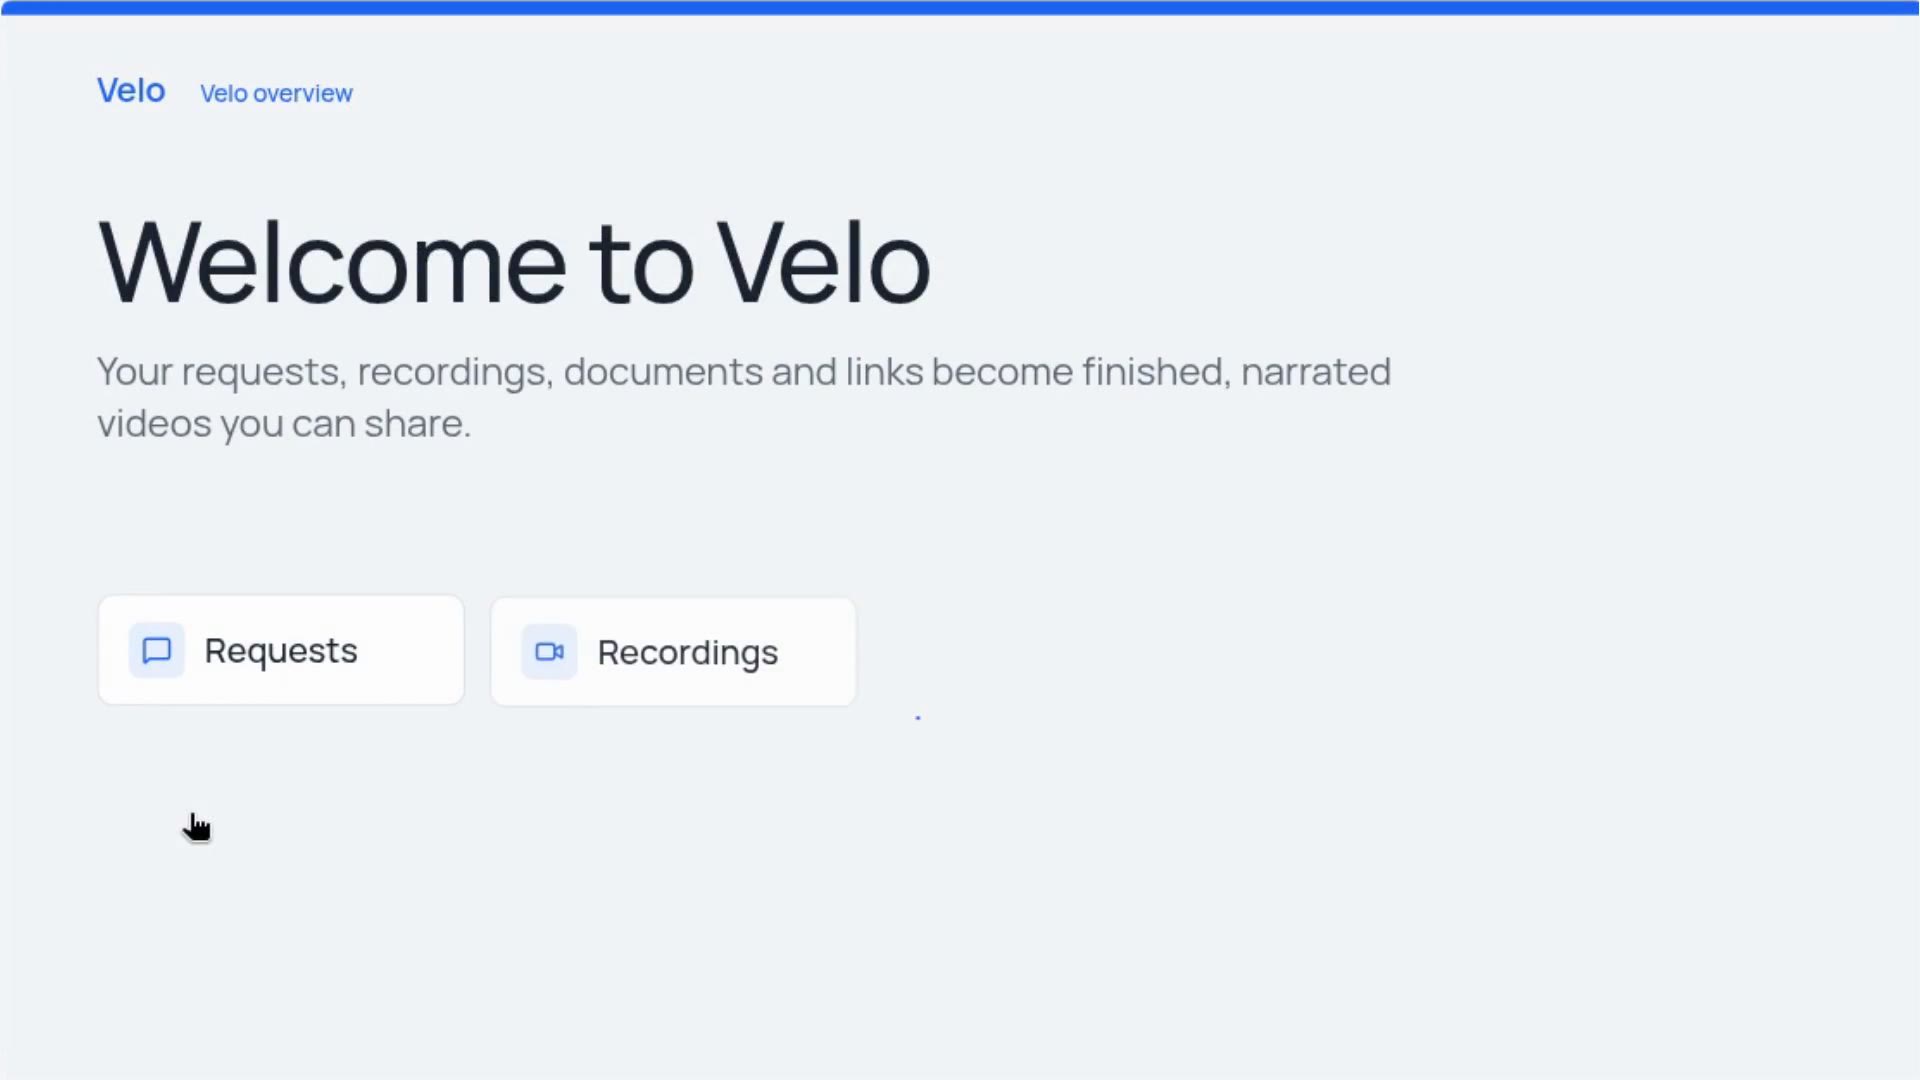 Velo Velo overview
Welcome to Velo
Your requests, recordings, documents and links become finished, narrated
videos you can share.
Requests Recordings